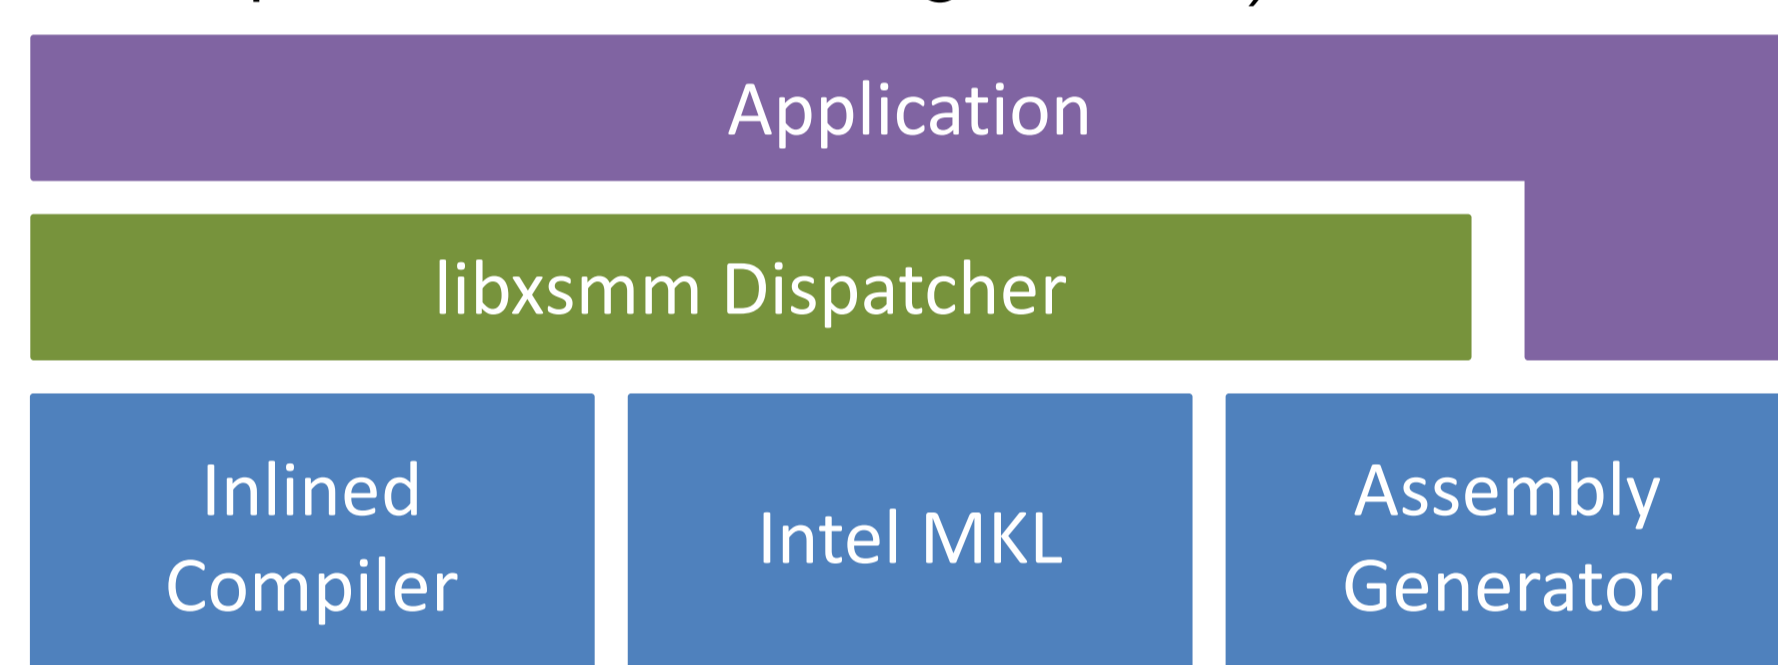 Application
libxsmm Dispatcher
Inlined
Compiler
Intel MKL
Assembly
Generator